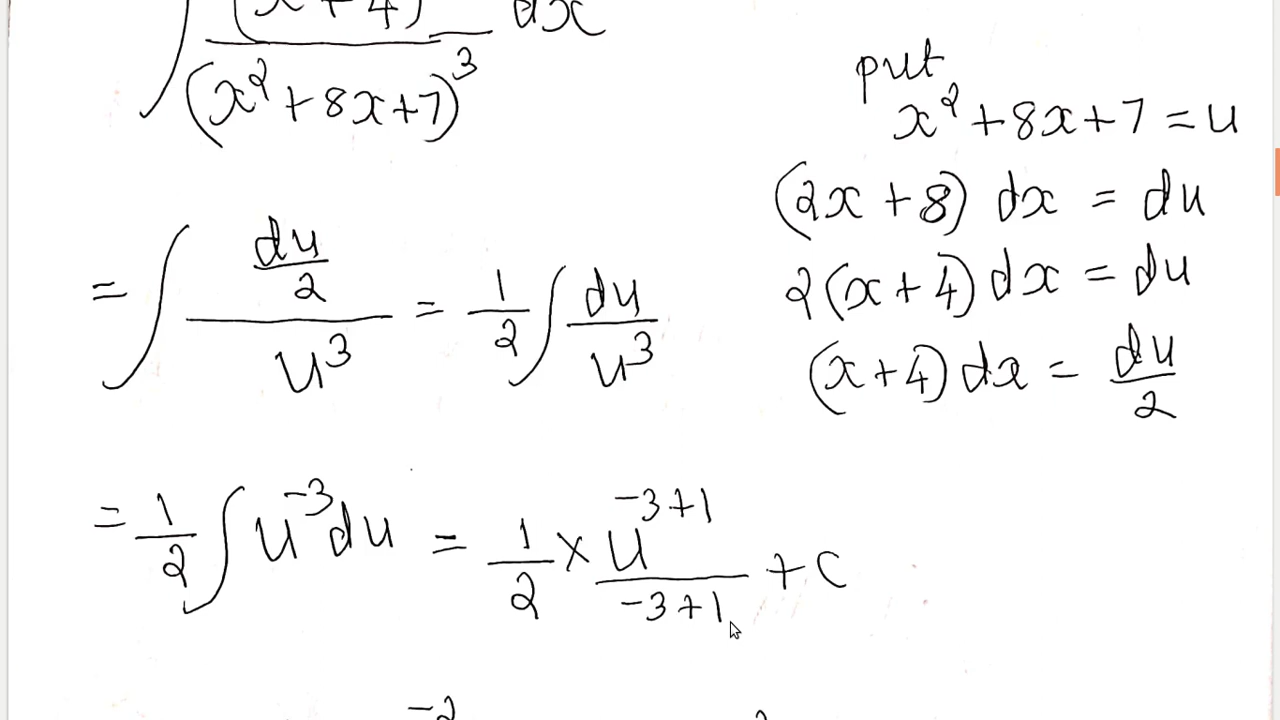 ∫ (x+4)/(x²+8x+7)³ dx
put
x²+8x+7 = u
(2x+8) dx = du
2(x+4) dx = du
(x+4) dx = du/2
= ∫ (du/2)/u³ = 1/2 ∫ du/u³
= 1/2 ∫ u⁻³ du = 1/2 × u⁻³⁺¹/(-3+1) + c